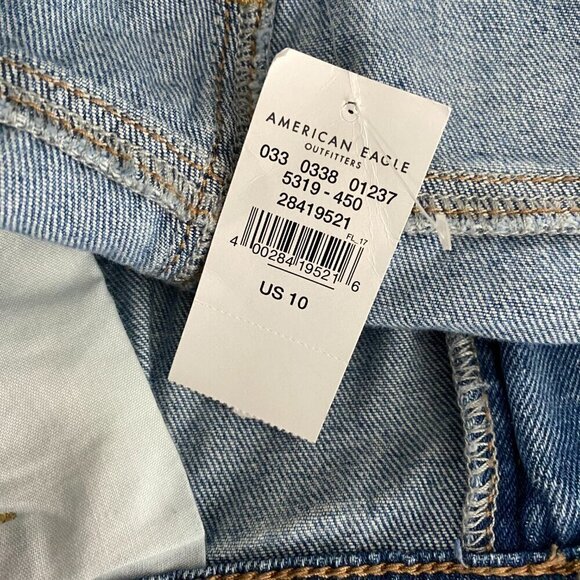 AMERICAN EAGLE
OUTFITTERS
033 0338 01237
5319-450
28419521
FL. 17
4 00284 19521 6
US 10